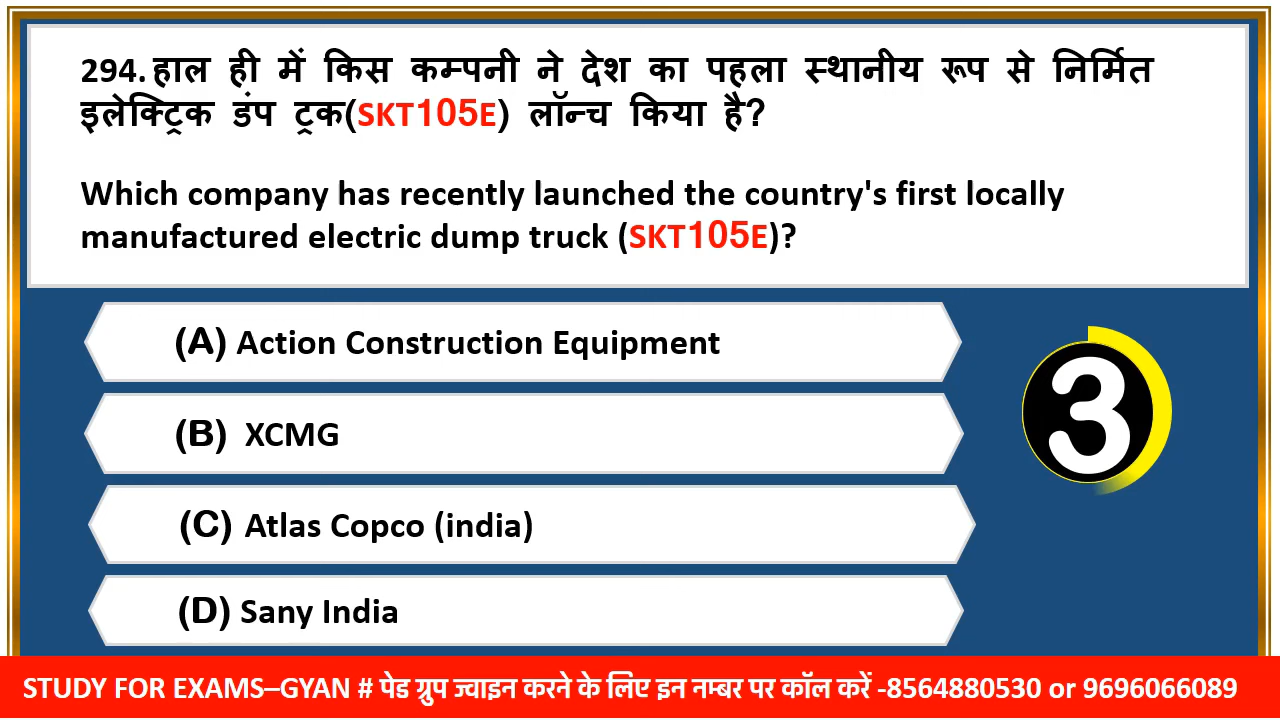 294. हाल ही में किस कम्पनी ने देश का पहला स्थानीय रूप से निर्मित
इलेक्ट्रिक डंप ट्रक(SKT105E) लॉन्च किया है?
Which company has recently launched the country's first locally
manufactured electric dump truck (SKT105E)?
(A) Action Construction Equipment
(B) XCMG
3
(C) Atlas Copco (india)
(D) Sany India
STUDY FOR EXAMS–GYAN # पेड ग्रुप ज्वाइन करने के लिए इन नम्बर पर कॉल करें -8564880530 or 9696066089